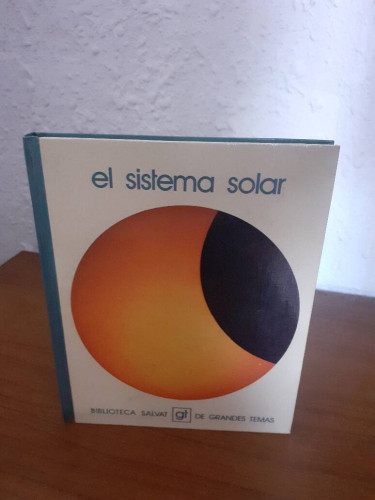 el sistema solar
BIBLIOTECA SALVAT gt DE GRANDES TEMAS